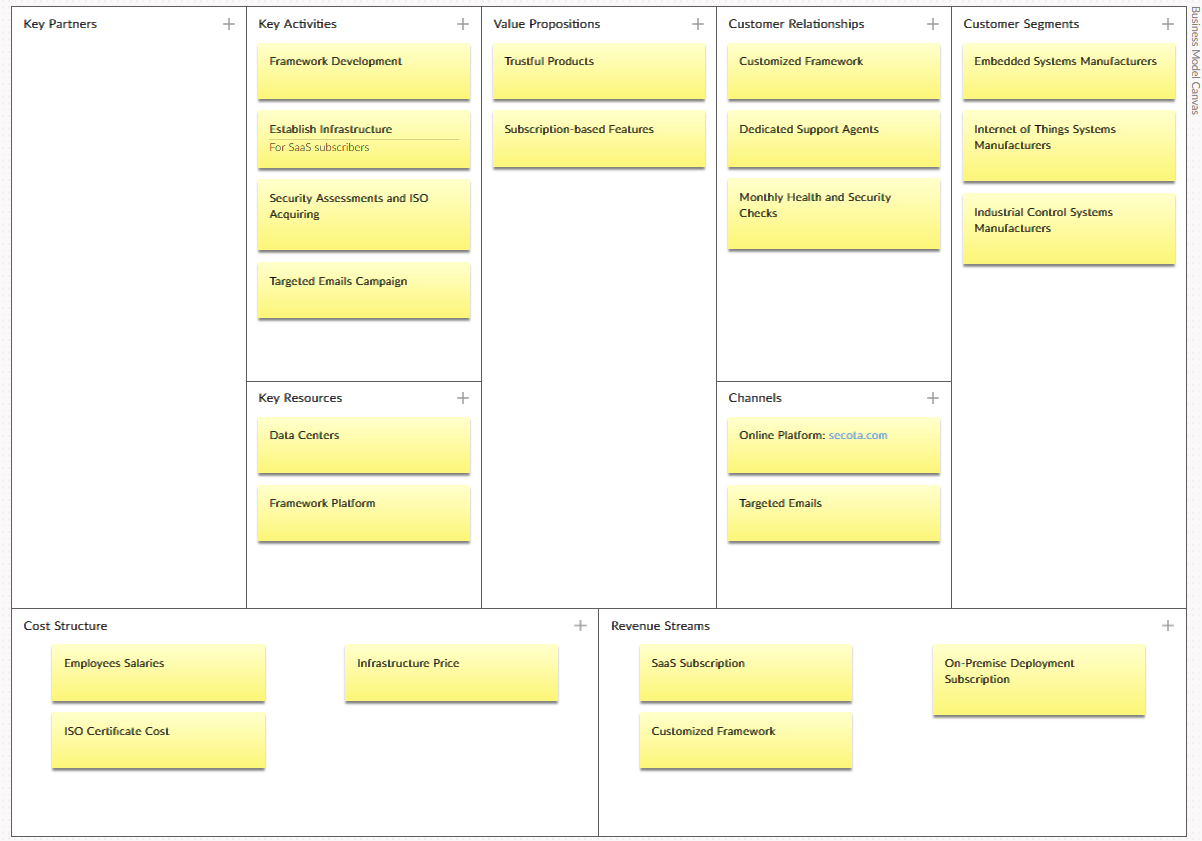 Key Partners
Key Activities
Framework Development
Establish Infrastructure
For SaaS subscribers
Security Assessments and ISO
Acquiring
Targeted Emails Campaign
Key Resources
Data Centers
Framework Platform
Value Propositions
Trustful Products
Subscription-based Features
Customer Relationships
Customized Framework
Dedicated Support Agents
Monthly Health and Security
Checks
Channels
Online Platform: secota.com
Targeted Emails
Customer Segments
Embedded Systems Manufacturers
Internet of Things Systems
Manufacturers
Industrial Control Systems
Manufacturers
Cost Structure
Employees Salaries
Infrastructure Price
ISO Certificate Cost
Revenue Streams
SaaS Subscription
On-Premise Deployment
Subscription
Customized Framework
Business Model Canvas